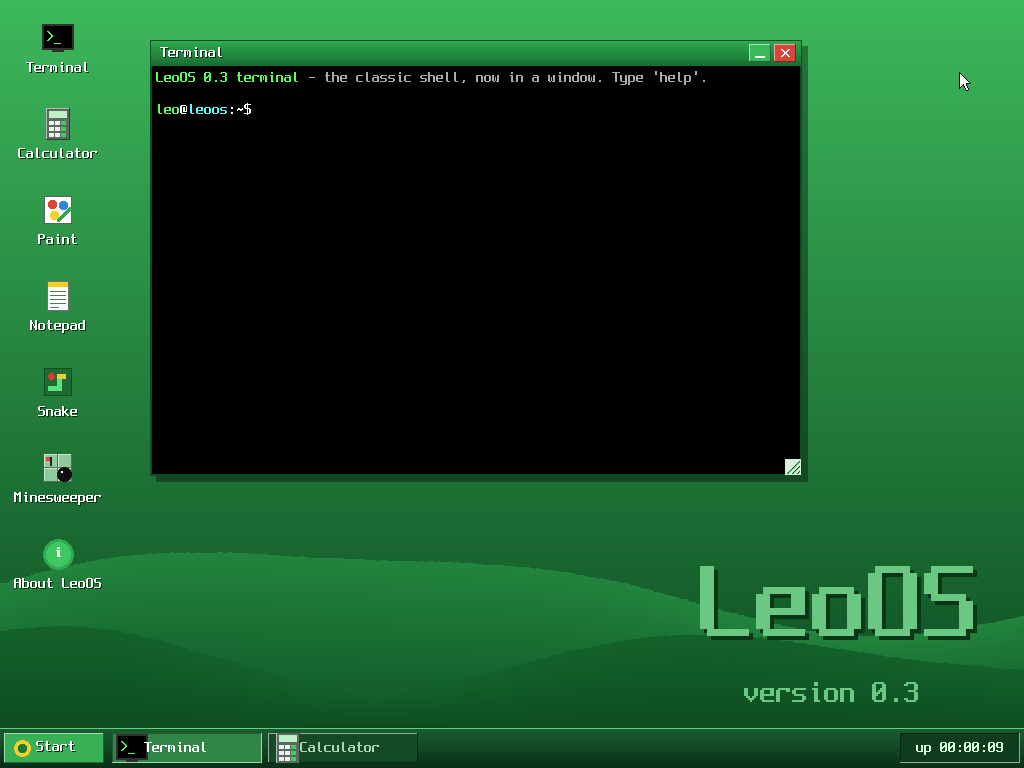 Terminal
Calculator
Paint
Notepad
Snake
Minesweeper
i
About LeoOS
Terminal
LeoOS 0.3 terminal - the classic shell, now in a window. Type 'help'.
leo@leoos:~$
LeoOS
version 0.3
Start
>_ Terminal
Calculator
up 00:00:09